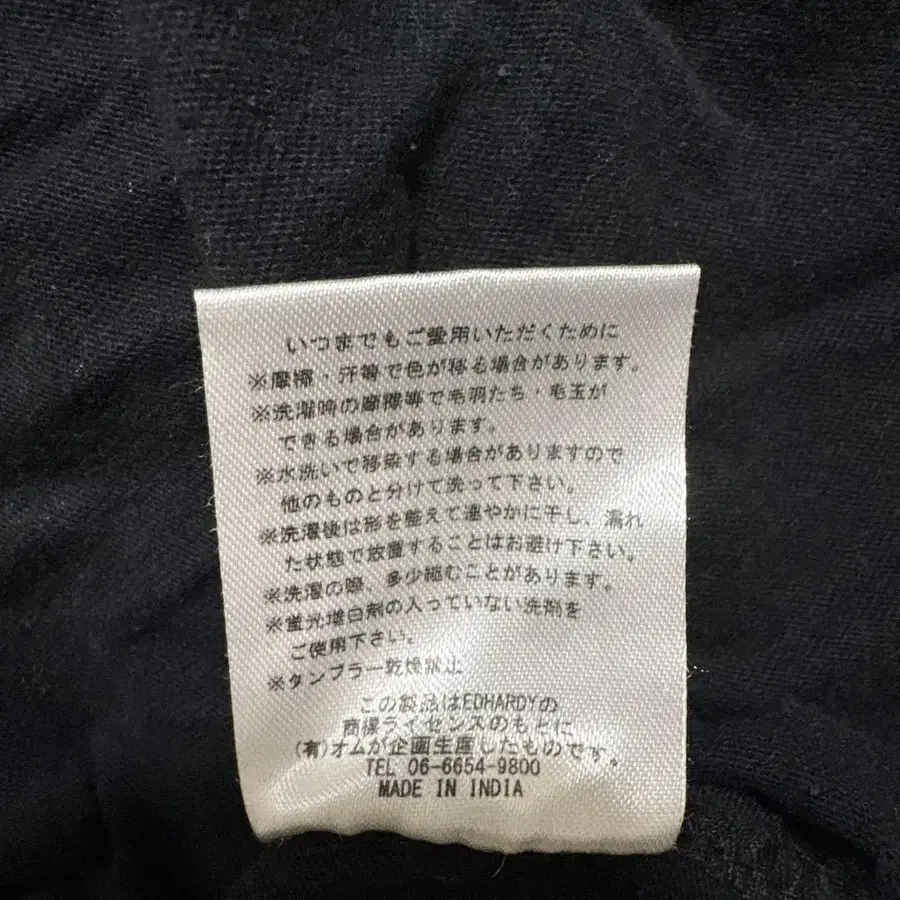 いつまでもご愛用いただくために
※摩擦・汗等で色が移る場合があります。
※洗濯時の摩擦等で毛羽たち・毛玉が
できる場合があります。
※水洗いで移染する場合がありますので
他のものと分けて洗って下さい。
※洗濯後は形を整えて速やかに干し、濡れ
た状態で放置することはお避け下さい。
※洗濯の際、多少縮むことがあります。
※蛍光増白剤の入っていない洗剤を
ご使用下さい。
※タンブラー乾燥禁止
この製品はEDHARDYの
商標ライセンスのもとに
(有)オムが企画生産したものです。
TEL 06-6654-9800
MADE IN INDIA